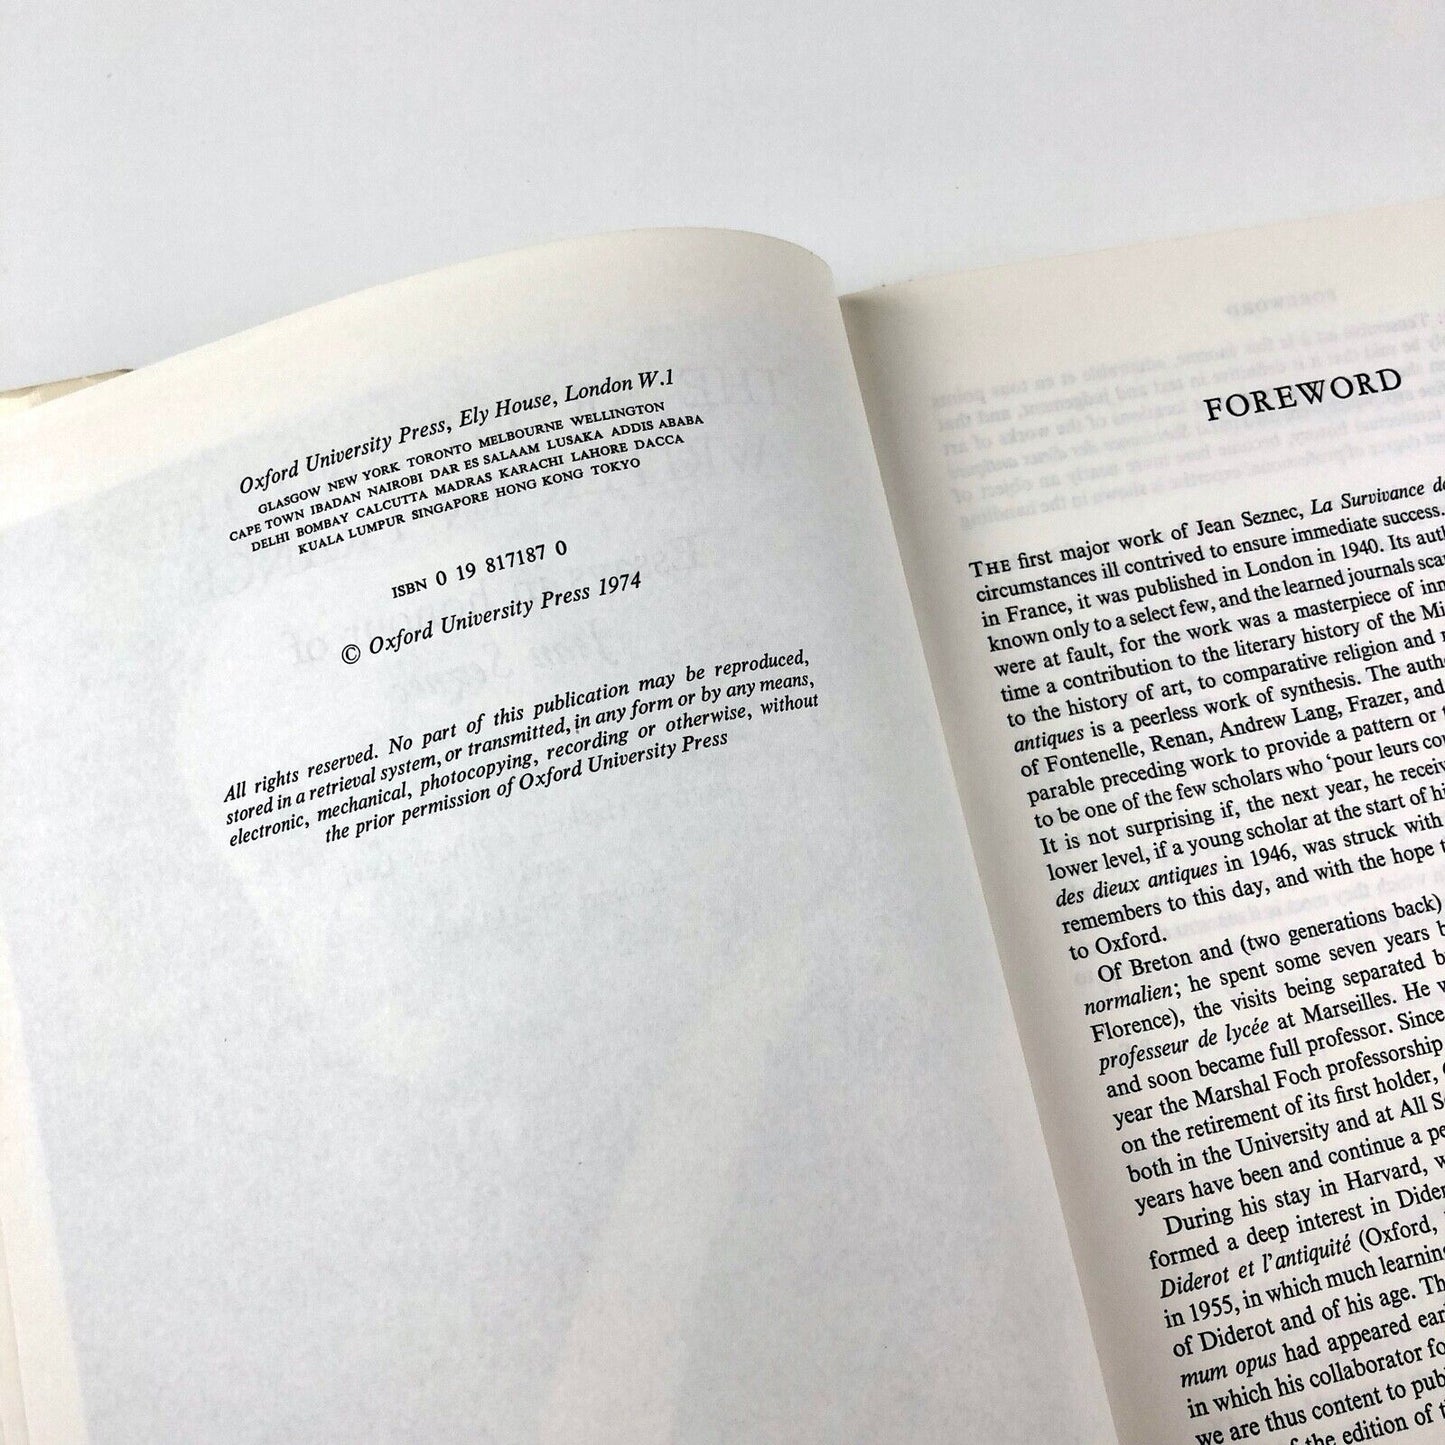 Oxford University Press, Ely House, London W.1
GLASGOW NEW YORK TORONTO MELBOURNE WELLINGTON
CAPE TOWN IBADAN NAIROBI DAR ES SALAAM LUSAKA ADDIS ABABA
DELHI BOMBAY CALCUTTA MADRAS KARACHI LAHORE DACCA
KUALA LUMPUR SINGAPORE HONG KONG TOKYO
ISBN 0 19 817187 0
© Oxford University Press 1974
All rights reserved. No part of this publication may be reproduced,
stored in a retrieval system, or transmitted, in any form or by any means,
electronic, mechanical, photocopying, recording or otherwise, without
the prior permission of Oxford University Press
FOREWORD
THE first major work of Jean Seznec, La Survivance
circumstances ill contrived to ensure immediate success.
in France, it was published in London in 1940. Its
known only to a select few, and the learned journals
were at fault, for the work was a masterpiece of
time a contribution to the literary history of the
to the history of art, to comparative religion and
antiques is a peerless work of synthesis. The
of Fontenelle, Renan, Andrew Lang, Frazer, and
parable preceding work to provide a pattern or
to be one of the few scholars who 'pour leurs
It is not surprising if, the next year, he
lower level, if a young scholar at the start of
des dieux antiques in 1946, was struck with
remembers to this day, and with the hope
to Oxford.
Of Breton and (two generations back)
normalien; he spent some seven years
Florence), the visits being separated
professeur de lycée at Marseilles. He
and soon became full professor. Since
year the Marshal Foch professorship
on the retirement of its first holder,
both in the University and at All
years have been and continue a
During his stay in Harvard,
formed a deep interest in
Diderot et l'antiquité (Oxford,
in 1955, in which much learning
of Diderot and of his age.
mum opus had appeared
in which his collaborator
we are thus content to
of the edition of